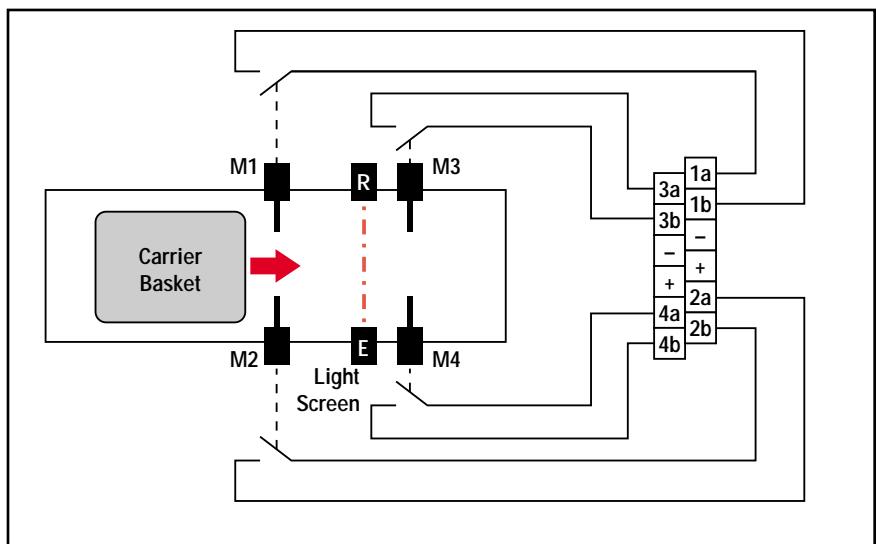 M1
R
M3
Carrier
Basket
M2
E
M4
Light
Screen
1a
3a
1b
3b
–
–
+
+
2a
4a
2b
4b